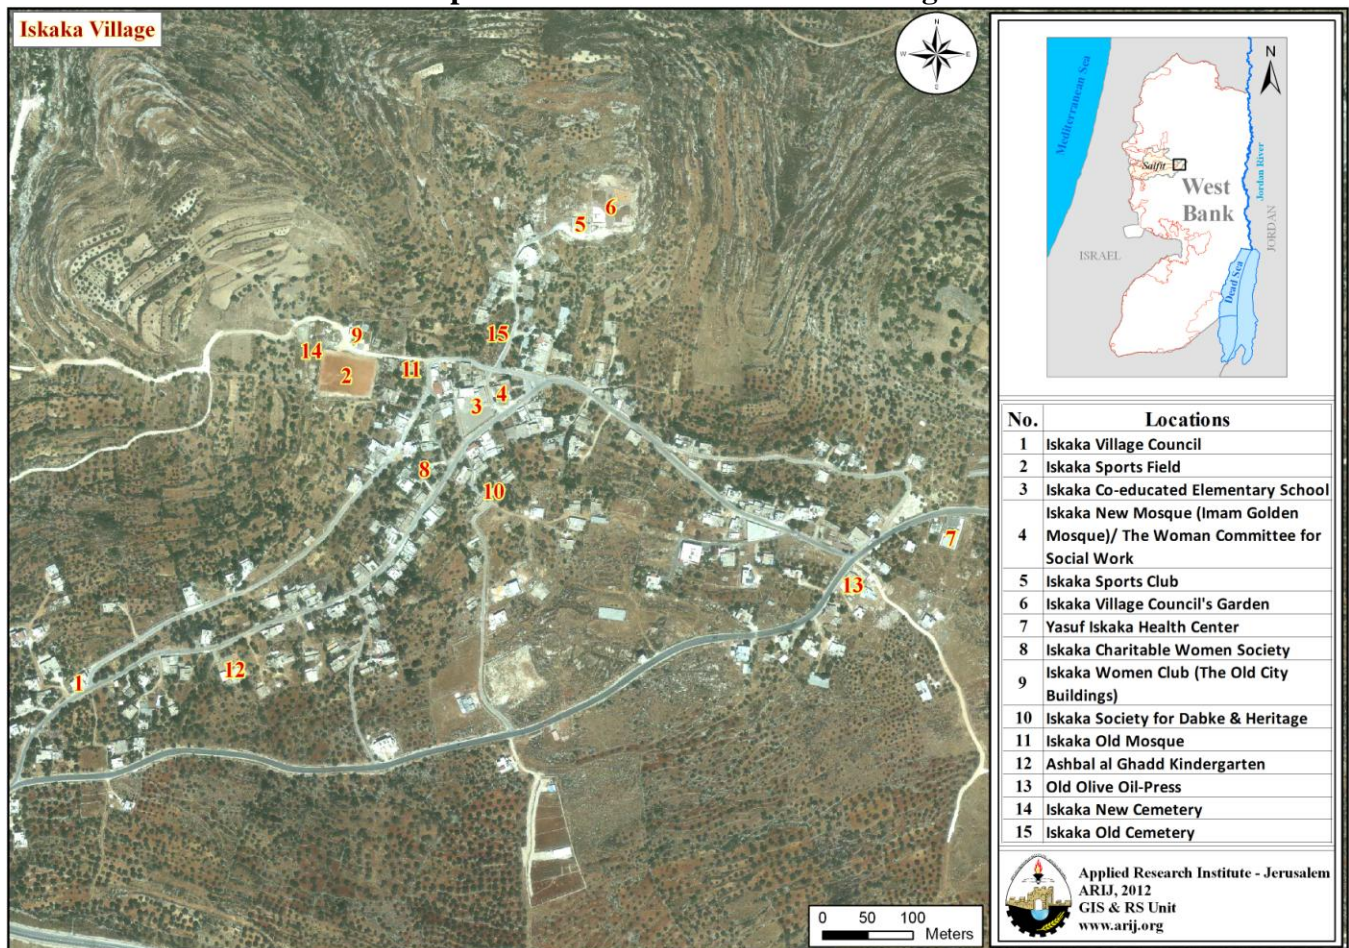 Iskaka Village
N
W
E
6
5
15
9
14
2
11
4
3
8
10
7
13
12
1
0 50 100
Meters
N
Mediterranean Sea
Salfit
West
Bank
Jordan River
JORDAN
ISRAEL
Dead Sea
No. Locations
1 Iskaka Village Council
2 Iskaka Sports Field
3 Iskaka Co-educated Elementary School
Iskaka New Mosque (Imam Golden
4 Mosque)/ The Woman Committee for
Social Work
5 Iskaka Sports Club
6 Iskaka Village Council's Garden
7 Yasuf Iskaka Health Center
8 Iskaka Charitable Women Society
9 Iskaka Women Club (The Old City
Buildings)
10 Iskaka Society for Dabke & Heritage
11 Iskaka Old Mosque
12 Ashbal al Ghadd Kindergarten
13 Old Olive Oil-Press
14 Iskaka New Cemetery
15 Iskaka Old Cemetery
Applied Research Institute - Jerusalem
ARIJ, 2012
GIS & RS Unit
www.arij.org